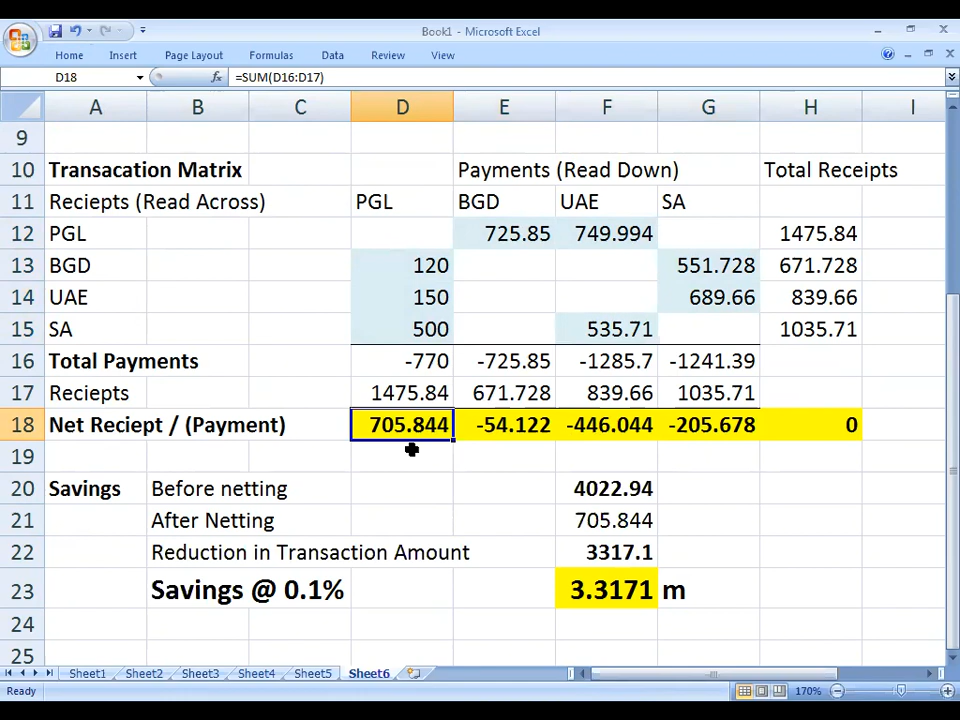 Book1 - Microsoft Excel
Home Insert Page Layout Formulas Data Review View
D18 fx =SUM(D16:D17)
A B C D E F G H I
9
10 Transacation Matrix Payments (Read Down) Total Receipts
11 Reciepts (Read Across) PGL BGD UAE SA
12 PGL 725.85 749.994 1475.84
13 BGD 120 551.728 671.728
14 UAE 150 689.66 839.66
15 SA 500 535.71 1035.71
16 Total Payments -770 -725.85 -1285.7 -1241.39
17 Reciepts 1475.84 671.728 839.66 1035.71
18 Net Reciept / (Payment) 705.844 -54.122 -446.044 -205.678 0
19
20 Savings Before netting 4022.94
21 After Netting 705.844
22 Reduction in Transaction Amount 3317.1
23 Savings @ 0.1% 3.3171 m
24
25
Sheet1 Sheet2 Sheet3 Sheet4 Sheet5 Sheet6
Ready 170%